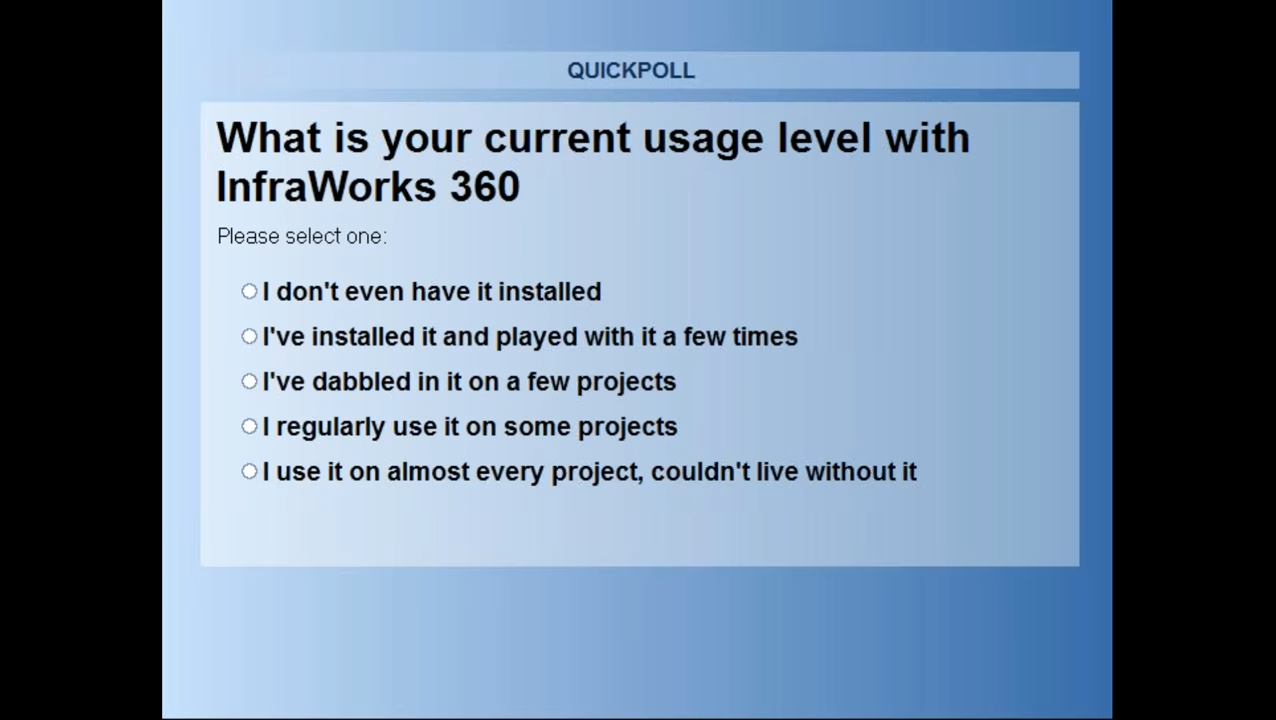 QUICKPOLL
What is your current usage level with
InfraWorks 360
Please select one:
I don't even have it installed
I've installed it and played with it a few times
I've dabbled in it on a few projects
I regularly use it on some projects
I use it on almost every project, couldn't live without it